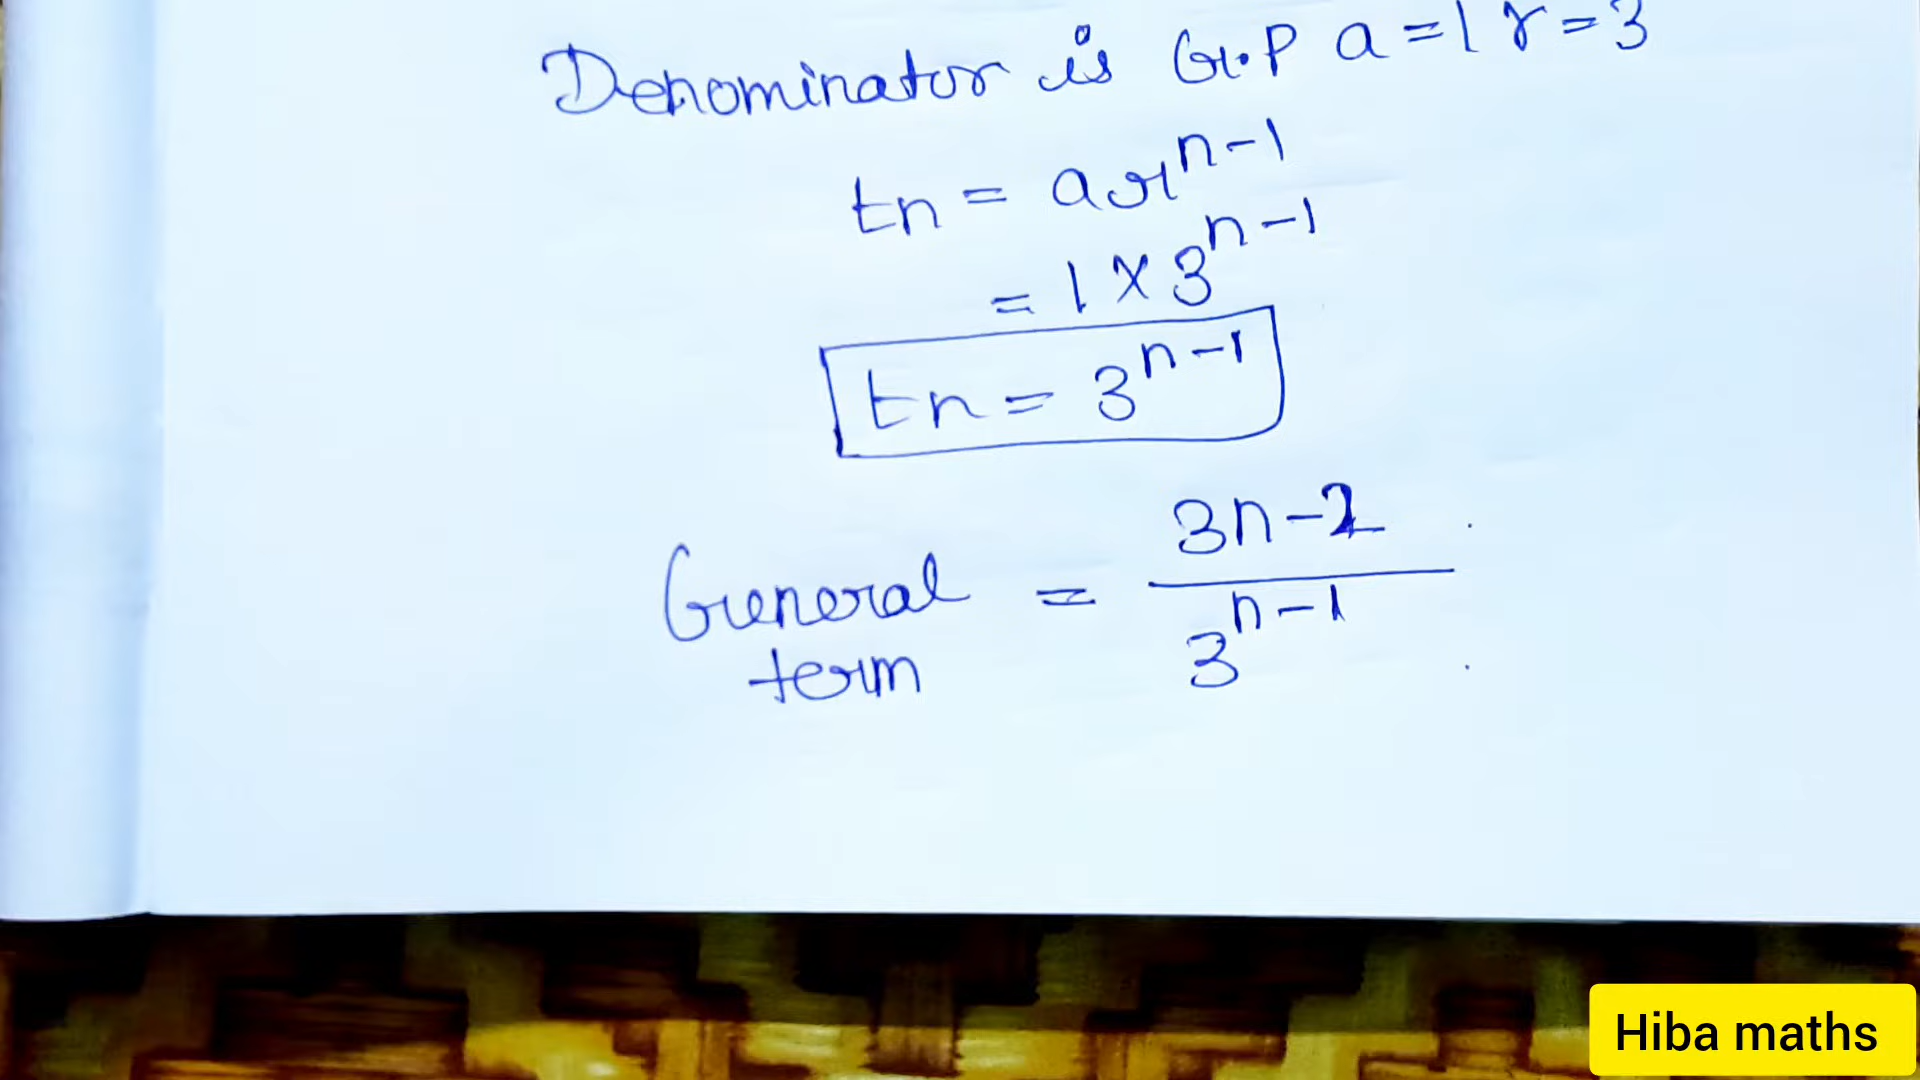 Denominator is G.P a = 1 r = 3
tn = ar^{n-1}
= 1 × 3^{n-1}
tn = 3^{n-1}
General term = \frac{3n-2}{3^{n-1}}
Hiba maths